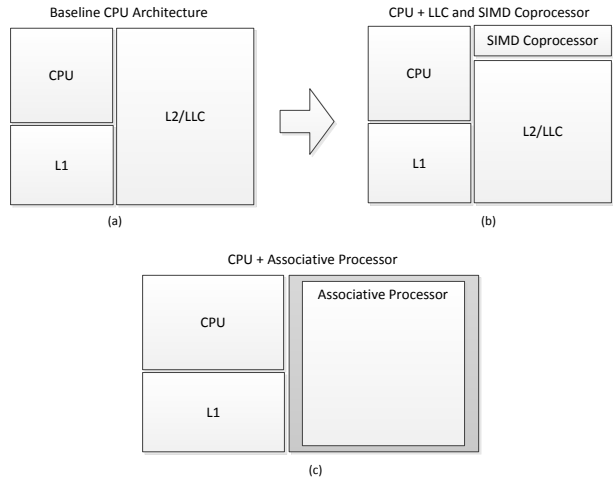 Baseline CPU Architecture
CPU
L2/LLC
L1
(a)
CPU + LLC and SIMD Coprocessor
SIMD Coprocessor
CPU
L2/LLC
L1
(b)
CPU + Associative Processor
Associative Processor
CPU
L1
(c)